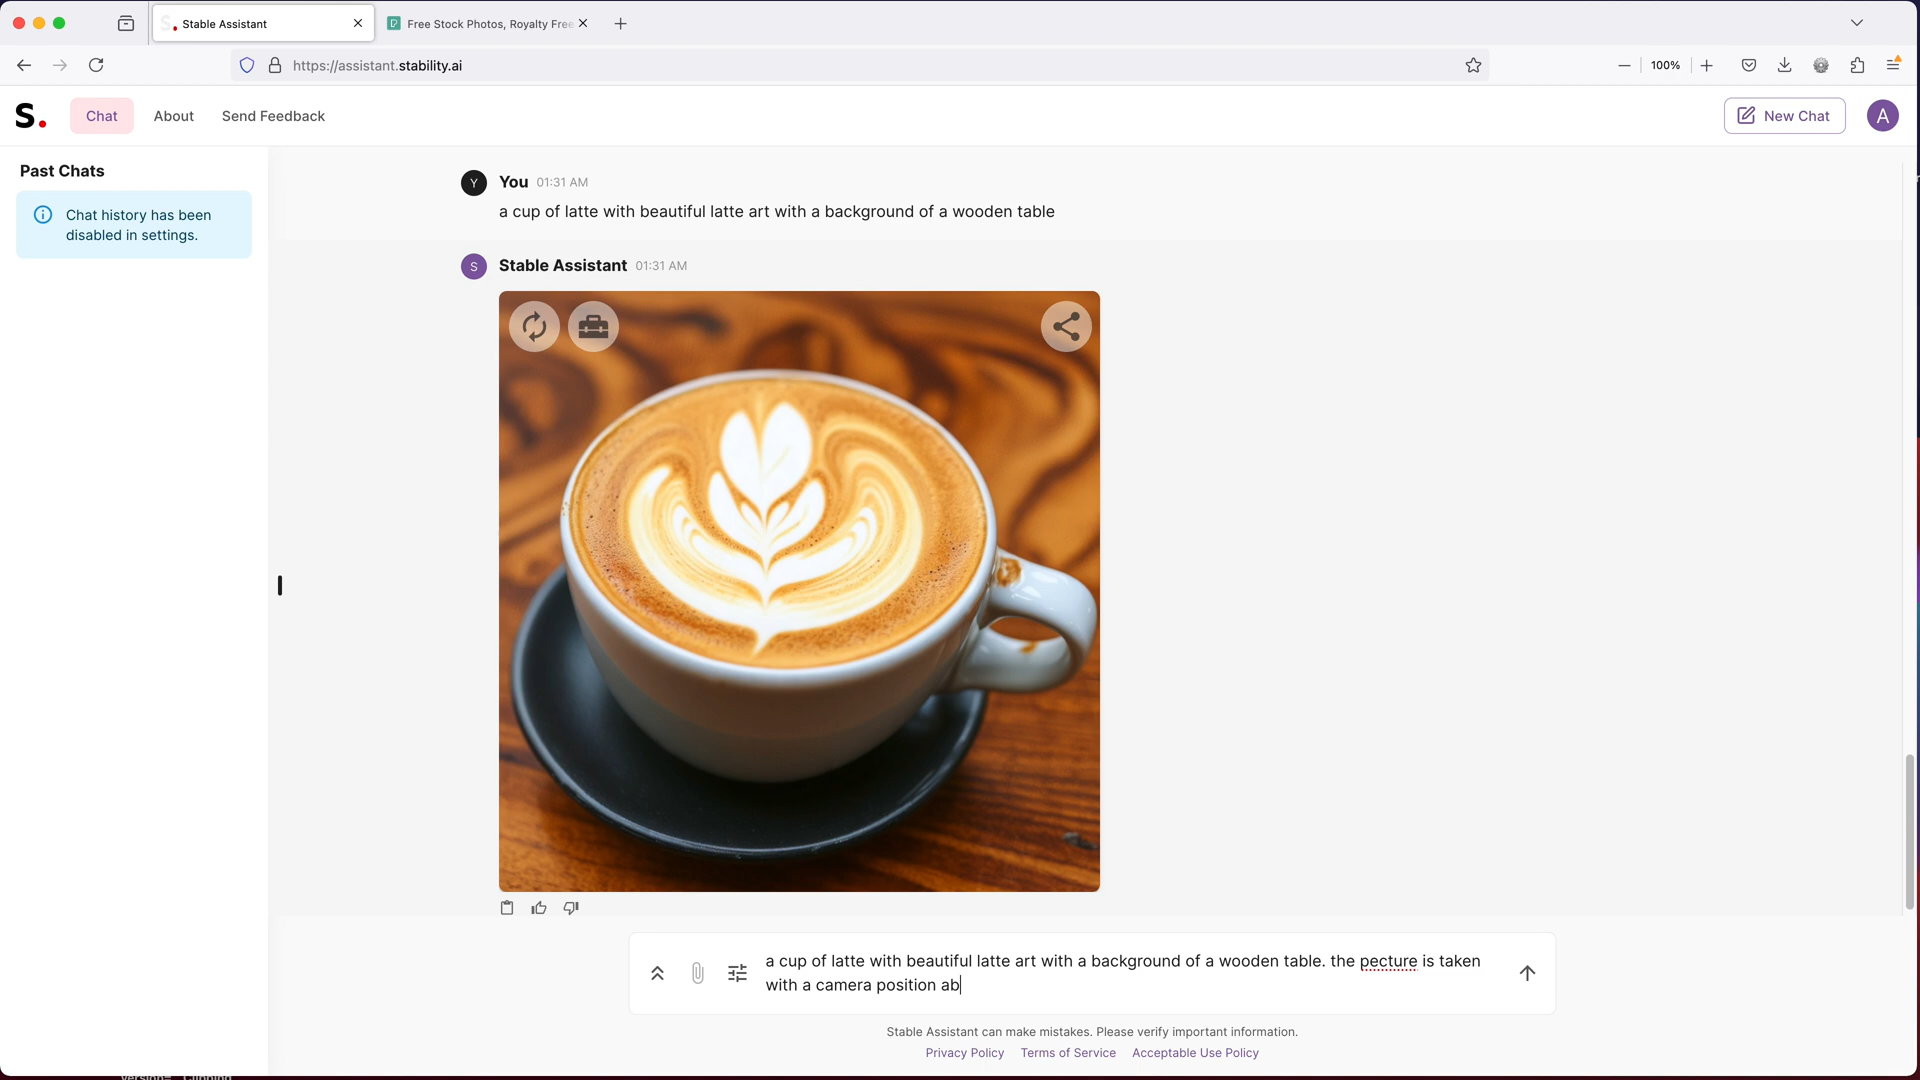 Stable Assistant
Free Stock Photos, Royalty Free
https://assistant.stability.ai
100%
S.
Chat
About
Send Feedback
New Chat
A
Past Chats
Chat history has been
disabled in settings.
Y
You 01:31 AM
a cup of latte with beautiful latte art with a background of a wooden table
S
Stable Assistant 01:31 AM
a cup of latte with beautiful latte art with a background of a wooden table. the pecture is taken
with a camera position ab
Stable Assistant can make mistakes. Please verify important information.
Privacy Policy Terms of Service Acceptable Use Policy